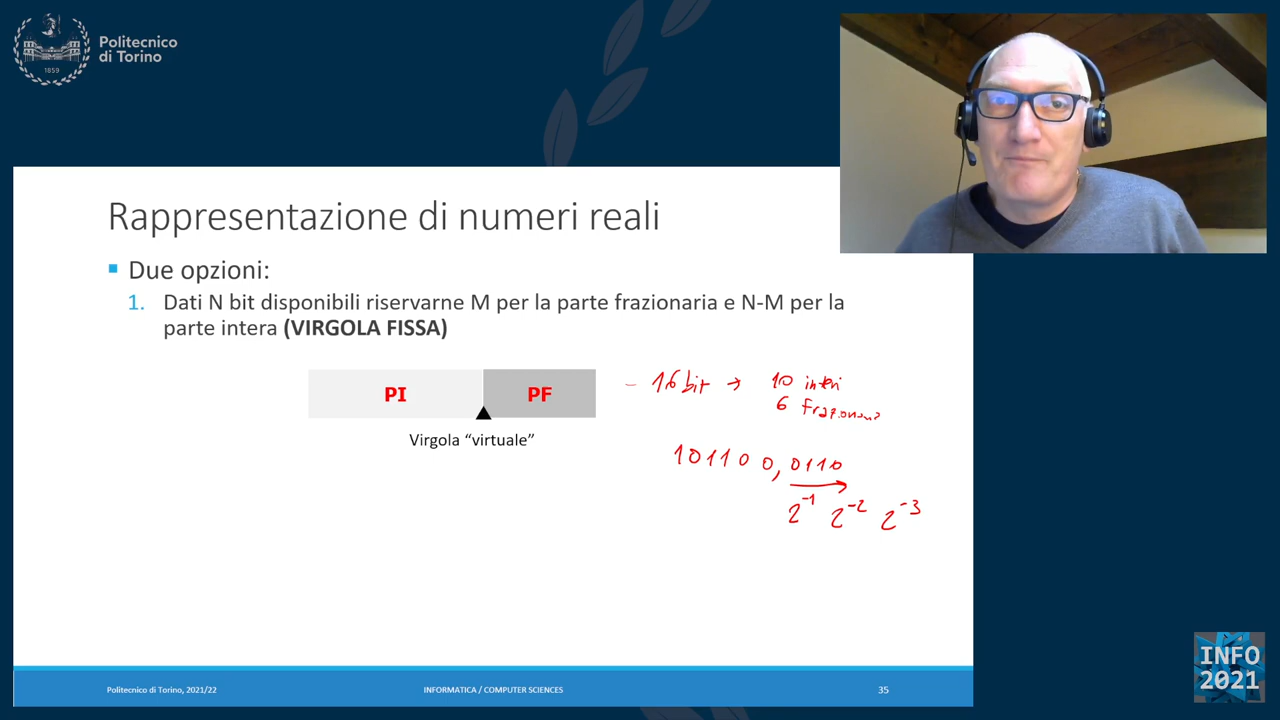 Politecnico
di Torino
1859
Rappresentazione di numeri reali
Due opzioni:
1. Dati N bit disponibili riservarne M per la parte frazionaria e N-M per la
parte intera (VIRGOLA FISSA)
PI PF
Virgola “virtuale”
- 16 bit → 10 interi
6 frazionari
101100,0110
2⁻¹ 2⁻² 2⁻³
Politecnico di Torino, 2021/22 INFORMATICA / COMPUTER SCIENCES 35
INFO
2021